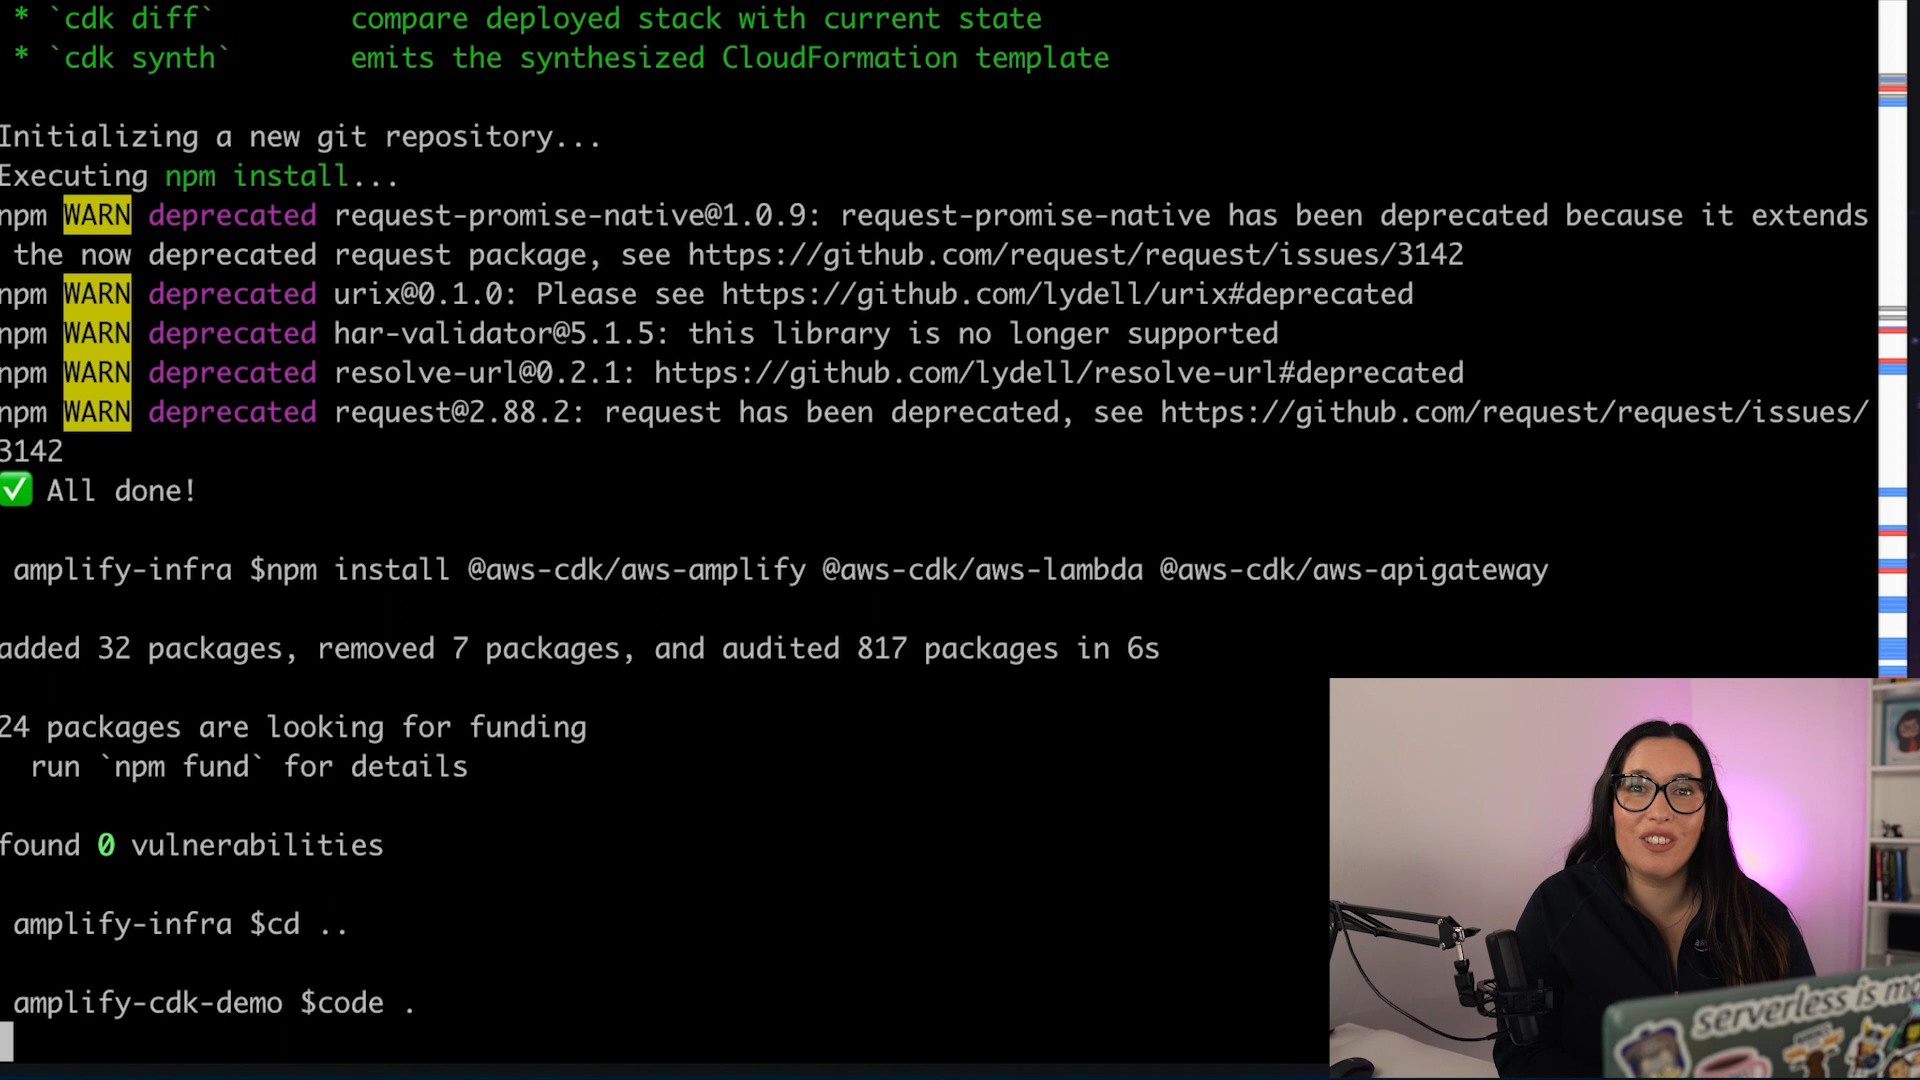 * `cdk diff` compare deployed stack with current state
* `cdk synth` emits the synthesized CloudFormation template
Initializing a new git repository...
Executing npm install...
npm WARN deprecated request-promise-native@1.0.9: request-promise-native has been deprecated because it extends
the now deprecated request package, see https://github.com/request/request/issues/3142
npm WARN deprecated urix@0.1.0: Please see https://github.com/lydell/urix#deprecated
npm WARN deprecated har-validator@5.1.5: this library is no longer supported
npm WARN deprecated resolve-url@0.2.1: https://github.com/lydell/resolve-url#deprecated
npm WARN deprecated request@2.88.2: request has been deprecated, see https://github.com/request/request/issues/
3142
✅ All done!
amplify-infra $npm install @aws-cdk/aws-amplify @aws-cdk/aws-lambda @aws-cdk/aws-apigateway
added 32 packages, removed 7 packages, and audited 817 packages in 6s
24 packages are looking for funding
run `npm fund` for details
found 0 vulnerabilities
amplify-infra $cd ..
amplify-cdk-demo $code .
serverless is